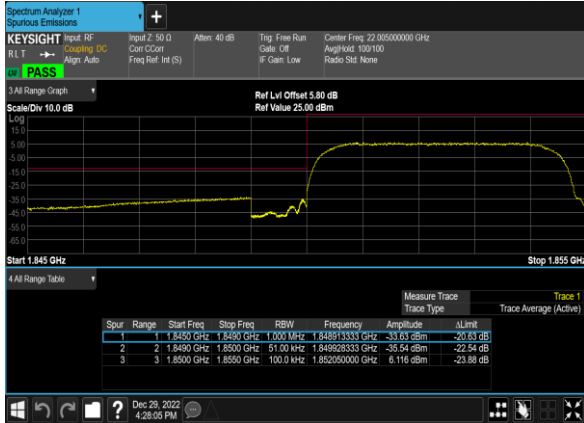 Spectrum Analyzer 1
Spurious Emissions
KEYSIGHT Input: RF Input Z: 50 Ω Atten: 40 dB Trig: Free Run Center Freq: 22.005000000 GHz
RLT Coupling: DC Corr CCorr Gate: Off Avg|Hold: 100/100
Align: Auto Freq Ref: Int (S) IF Gain: Low Radio Std: None
PASS
3 All Range Graph
Ref Lvl Offset 5.80 dB
Scale/Div 10.0 dB Ref Value 25.00 dBm
Log
15.0
5.00
-5.00
-15.0
-25.0
-35.0
-45.0
-55.0
-65.0
Start 1.845 GHz Stop 1.855 GHz
4 All Range Table
Measure Trace Trace 1
Trace Type Trace Average (Active)
Spur Range Start Freq Stop Freq RBW Frequency Amplitude ΔLimit
1 1 1.8450 GHz 1.8490 GHz 1.000 MHz 1.848913333 GHz -33.63 dBm -20.63 dB
2 2 1.8490 GHz 1.8500 GHz 51.00 kHz 1.849928333 GHz -35.54 dBm -22.54 dB
3 3 1.8500 GHz 1.8550 GHz 100.0 kHz 1.852050000 GHz 6.116 dBm -23.88 dB
? Dec 29, 2022
4:28:05 PM